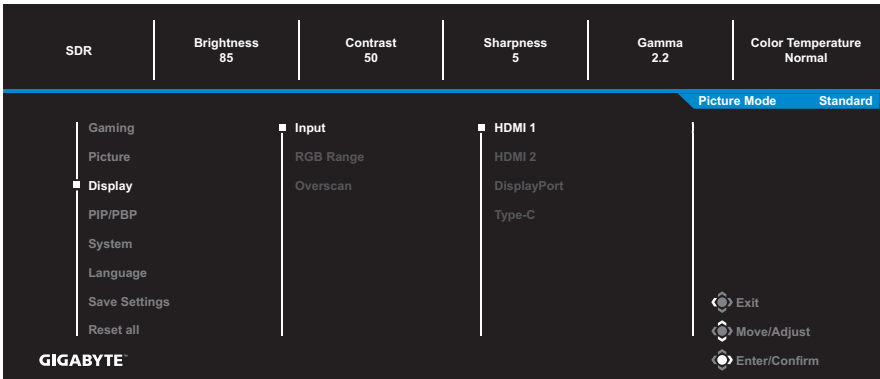 SDR
Brightness
85
Contrast
50
Sharpness
5
Gamma
2.2
Color Temperature
Normal
Picture Mode Standard
Gaming
Picture
Display
PIP/PBP
System
Language
Save Settings
Reset all
Input
RGB Range
Overscan
HDMI 1
HDMI 2
DisplayPort
Type-C
Exit
Move/Adjust
Enter/Confirm
GIGABYTE™